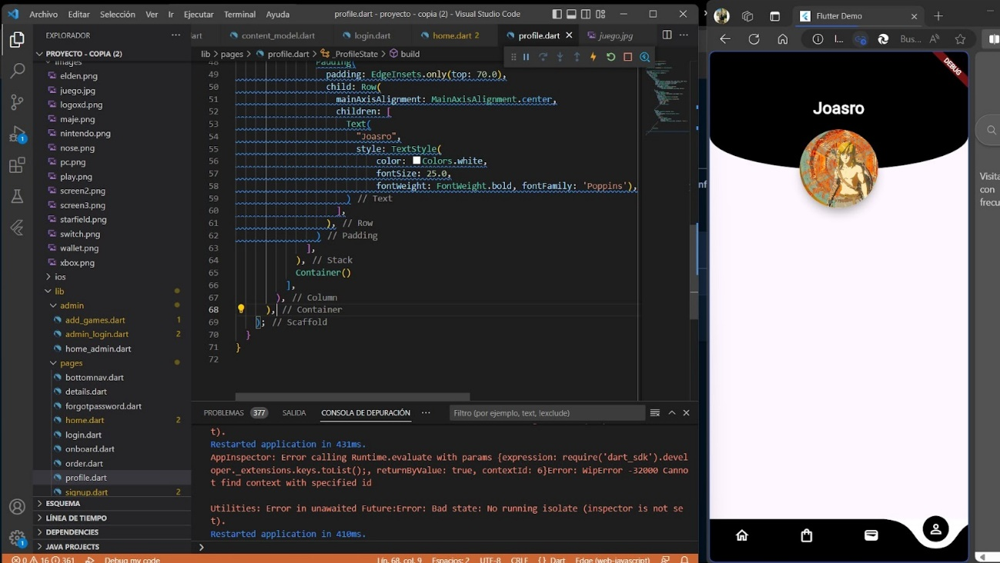 Archivo Editar Selección Ver Ir Ejecutar Terminal Ayuda
profile.dart - proyecto - copia (2) - Visual Studio Code
EXPLORADOR
PROYECTO - COPIA (2)
images
elden.png
juego.jpg
logoxd.png
maje.png
nintendo.png
nose.png
pc.png
play.png
screen2.png
screen3.png
starfield.png
switch.png
wallet.png
xbox.png
ios
lib
admin
add_games.dart 1
admin_login.dart 2
home_admin.dart
pages
bottomnav.dart
details.dart
forgotpassword.dart
home.dart 2
login.dart
onboard.dart
order.dart
profile.dart
signup.dart 2
ESQUEMA
LÍNEA DE TIEMPO
DEPENDENCIES
JAVA PROJECTS
1
1
dart content_model.dart login.dart home.dart 2 profile.dart juego.jpg
lib > pages > profile.dart > _ProfileState > build
48 Padding(
49 padding: EdgeInsets.only(top: 70.0),
50 child: Row(
51 mainAxisAlignment: MainAxisAlignment.center,
52 children: [
53 Text(
54 "Joasro",
55 style: TextStyle(
56 color: Colors.white,
57 fontSize: 25.0,
58 fontWeight: FontWeight.bold, fontFamily: 'Poppins'),
59 ) // Text
60 ],
61 ), // Row
62 ) // Padding
63 ],
64 ), // Stack
65 Container()
66 ],
67 ), // Column
68 ), // Container
69 ); // Scaffold
70 }
71 }
72
PROBLEMAS 377 SALIDA CONSOLA DE DEPURACIÓN ··· Filtro (por ejemplo, text, !exclude)
t).
Restarted application in 431ms.
AppInspector: Error calling Runtime.evaluate with params {expression: require('dart_sdk').devel
oper._extensions.keys.toList();, returnByValue: true, contextId: 6}Error: WipError -32000 Canno
t find context with specified id
Utilities: Error in unawaited Future:Error: Bad state: No running isolate (inspector is not se
t).
Restarted application in 410ms.
>
0 16 361 Debug my code Lín. 68, col. 9 Espacios: 2 UTF-8 CRLF {} Dart Edge (web-javascript)
nf
Flutter Demo
I... Bus... A
DEBUG
Joasro
Visita
con
frecu